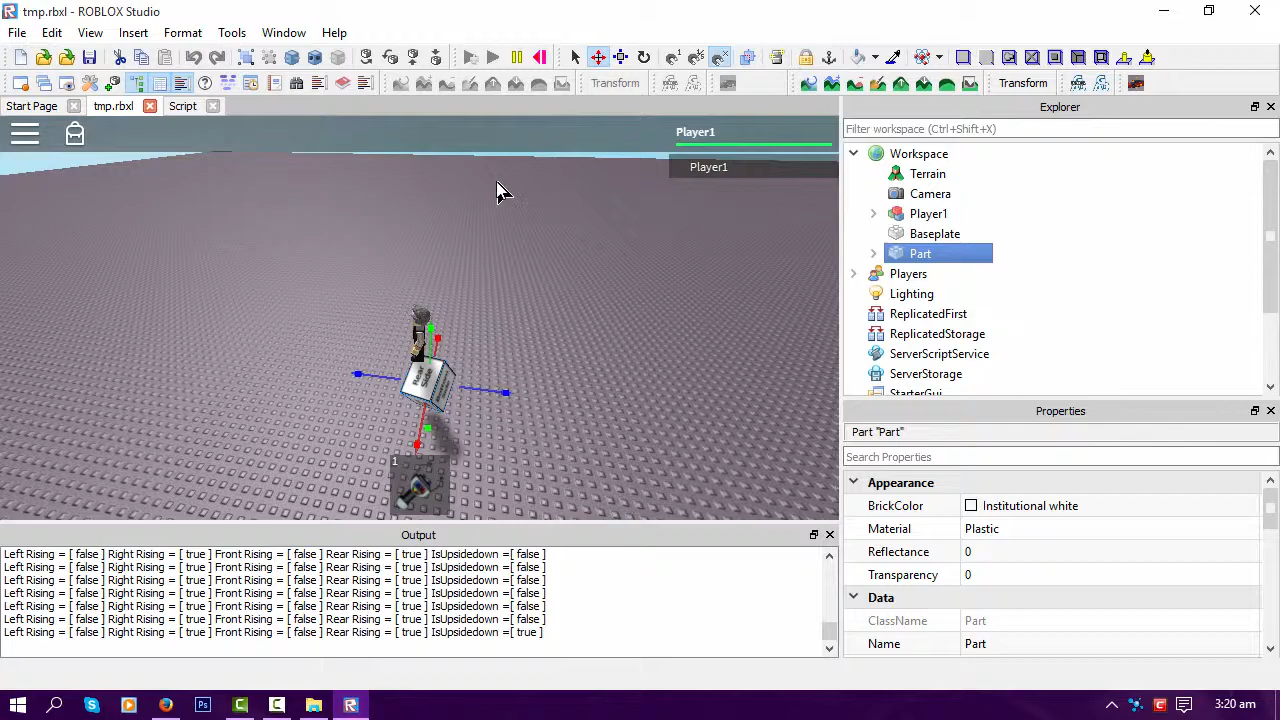 tmp.rbxl - ROBLOX Studio
File Edit View Insert Format Tools Window Help
Transform Transform
Start Page tmp.rbxl Script
Explorer
Filter workspace (Ctrl+Shift+X)
Player1
Player1
Workspace
Terrain
Camera
Player1
Baseplate
Part
Players
Lighting
ReplicatedFirst
ReplicatedStorage
ServerScriptService
ServerStorage
StarterGui
Rear
Side
1
Properties
Part "Part"
Search Properties
Appearance
BrickColor Institutional white
Material Plastic
Reflectance 0
Transparency 0
Data
ClassName Part
Name Part
Output
Left Rising = [ false ] Right Rising = [ true ] Front Rising = [ false ] Rear Rising = [ true ] IsUpsidedown =[ false ]
Left Rising = [ false ] Right Rising = [ true ] Front Rising = [ false ] Rear Rising = [ true ] IsUpsidedown =[ false ]
Left Rising = [ false ] Right Rising = [ true ] Front Rising = [ false ] Rear Rising = [ true ] IsUpsidedown =[ false ]
Left Rising = [ false ] Right Rising = [ true ] Front Rising = [ false ] Rear Rising = [ true ] IsUpsidedown =[ false ]
Left Rising = [ false ] Right Rising = [ true ] Front Rising = [ false ] Rear Rising = [ true ] IsUpsidedown =[ false ]
Left Rising = [ false ] Right Rising = [ true ] Front Rising = [ false ] Rear Rising = [ true ] IsUpsidedown =[ false ]
Left Rising = [ false ] Right Rising = [ true ] Front Rising = [ false ] Rear Rising = [ true ] IsUpsidedown =[ true ]
3:20 am